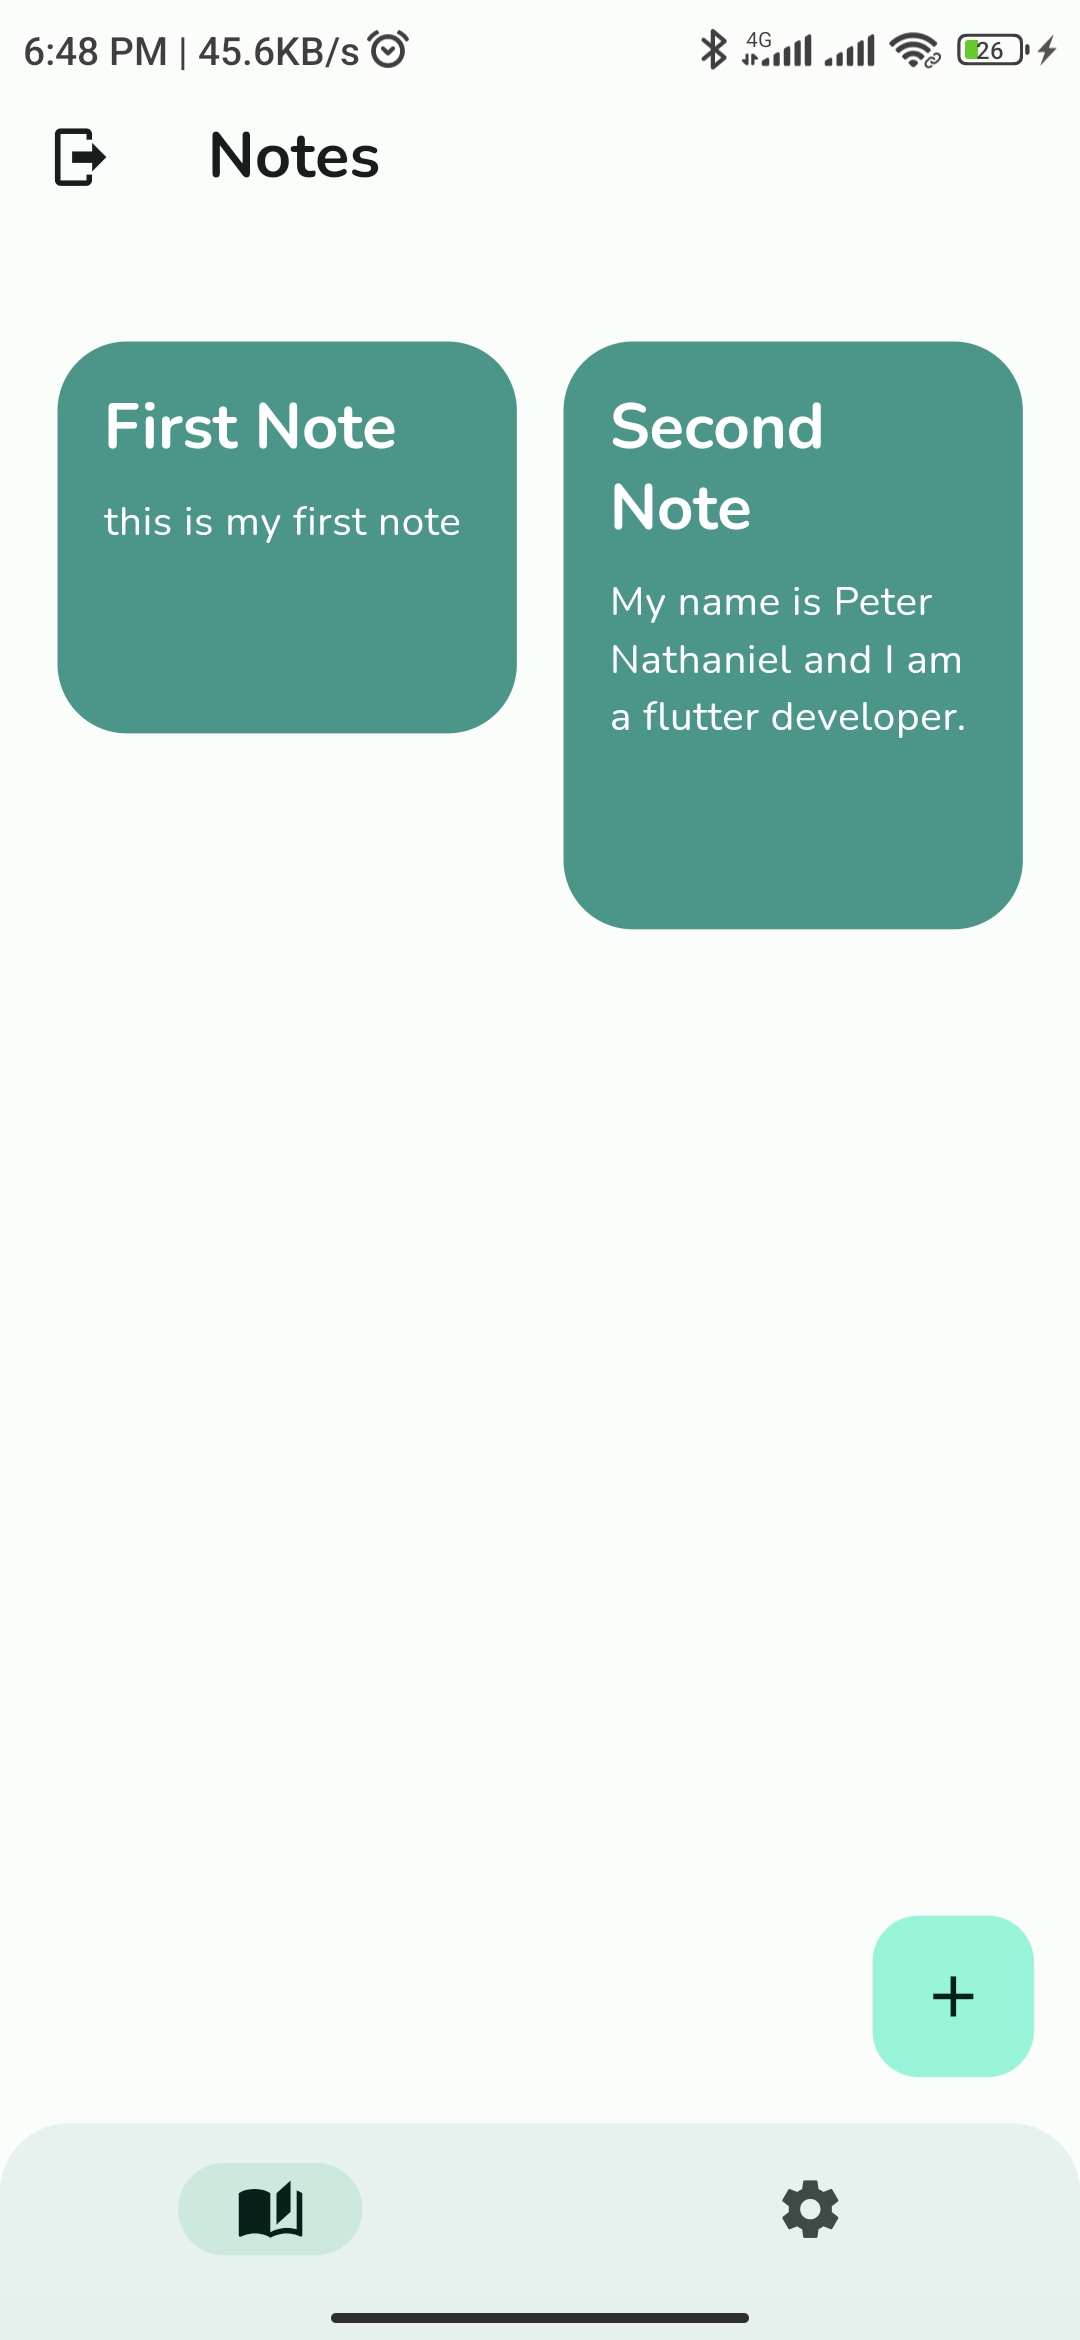 6:48 PM | 45.6KB/s 4G 26
Notes
First Note
this is my first note
Second
Note
My name is Peter
Nathaniel and I am
a flutter developer.